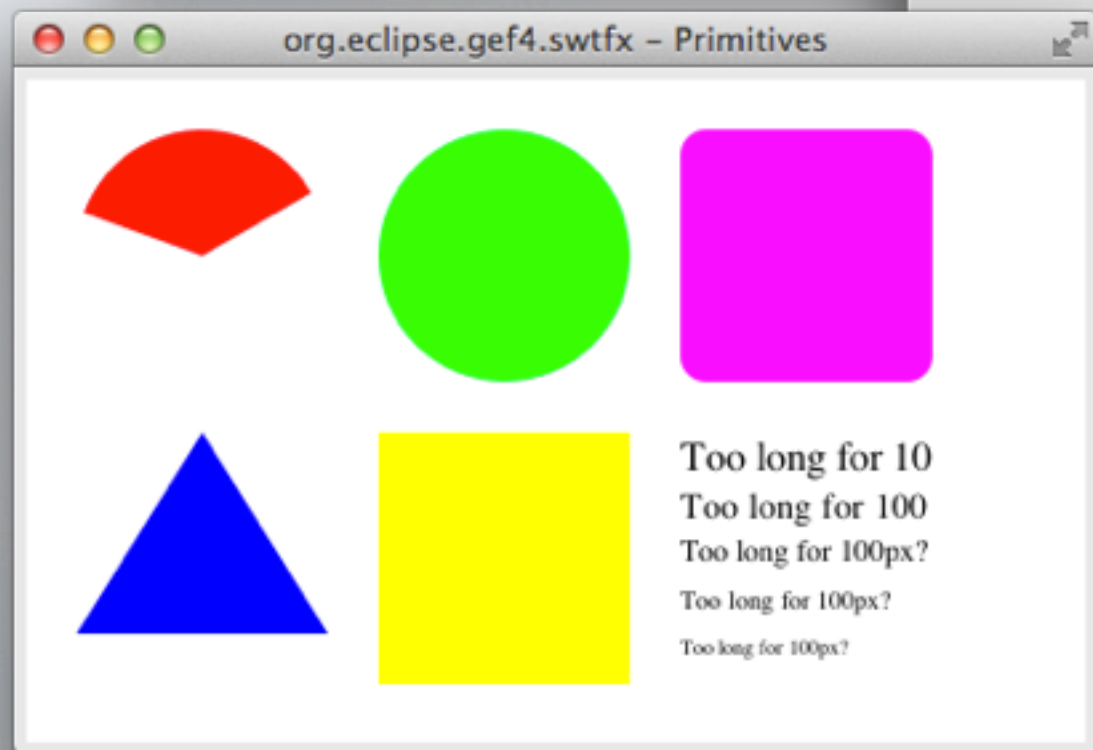 org.eclipse.gef4.swtfx – Primitives
Too long for 10
Too long for 100
Too long for 100px?
Too long for 100px?
Too long for 100px?